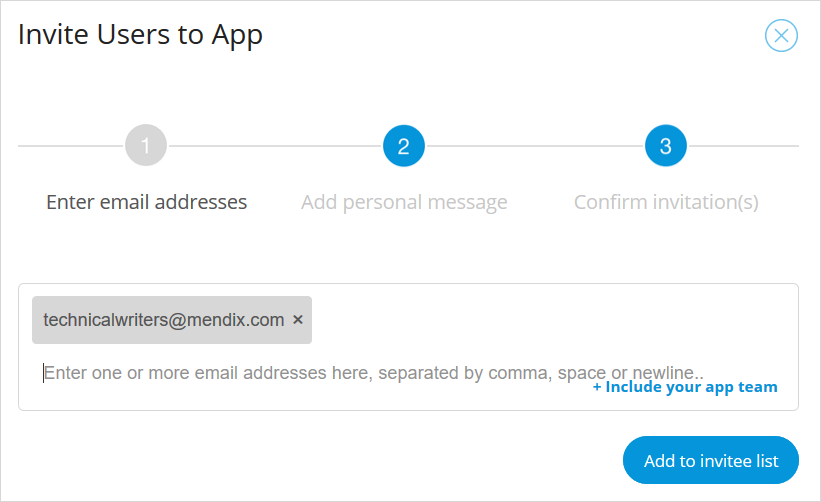 Invite Users to App
1
2
3
Enter email addresses
Add personal message
Confirm invitation(s)
technicalwriters@mendix.com ×
Enter one or more email addresses here, separated by comma, space or newline..
+ Include your app team
Add to invitee list